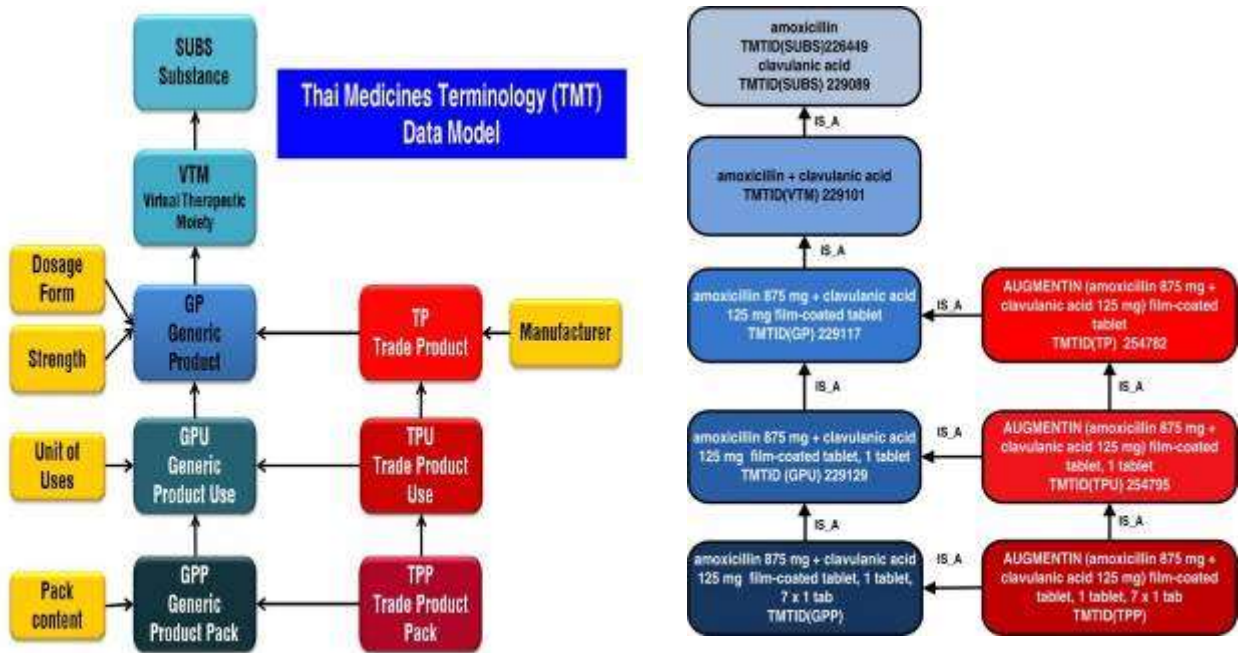 SUBS
Substance
Thai Medicines Terminology (TMT)
Data Model
VTM
Virtual Therapeutic
Moiety
Dosage
Form
Strength
GP
Generic
Product
TP
Trade Product
Manufacturer
Unit of
Uses
GPU
Generic
Product Use
TPU
Trade Product
Use
Pack
content
GPP
Generic
Product Pack
TPP
Trade Product
Pack
amoxicillin
TMTID(SUBS)226449
clavulanic acid
TMTID(SUBS) 229089
IS_A
amoxicillin + clavulanic acid
TMTID(VTM) 229101
IS_A
amoxicillin 875 mg + clavulanic acid
125 mg film-coated tablet
TMTID(GP) 229117
IS_A
AUGMENTIN (amoxicillin 875 mg +
clavulanic acid 125 mg) film-coated
tablet
TMTID(TP) 254782
IS_A
IS_A
amoxicillin 875 mg + clavulanic acid
125 mg film-coated tablet, 1 tablet
TMTID (GPU) 229129
IS_A
AUGMENTIN (amoxicillin 875 mg +
clavulanic acid 125 mg) film-coated
tablet, 1 tablet
TMTID(TPU) 254795
IS_A
IS_A
amoxicillin 875 mg + clavulanic acid
125 mg film-coated tablet, 1 tablet,
7 x 1 tab
TMTID(GPP)
IS_A
AUGMENTIN (amoxicillin 875 mg +
clavulanic acid 125 mg) film-coated
tablet, 1 tablet, 7 x 1 tab
TMTID(TPP)